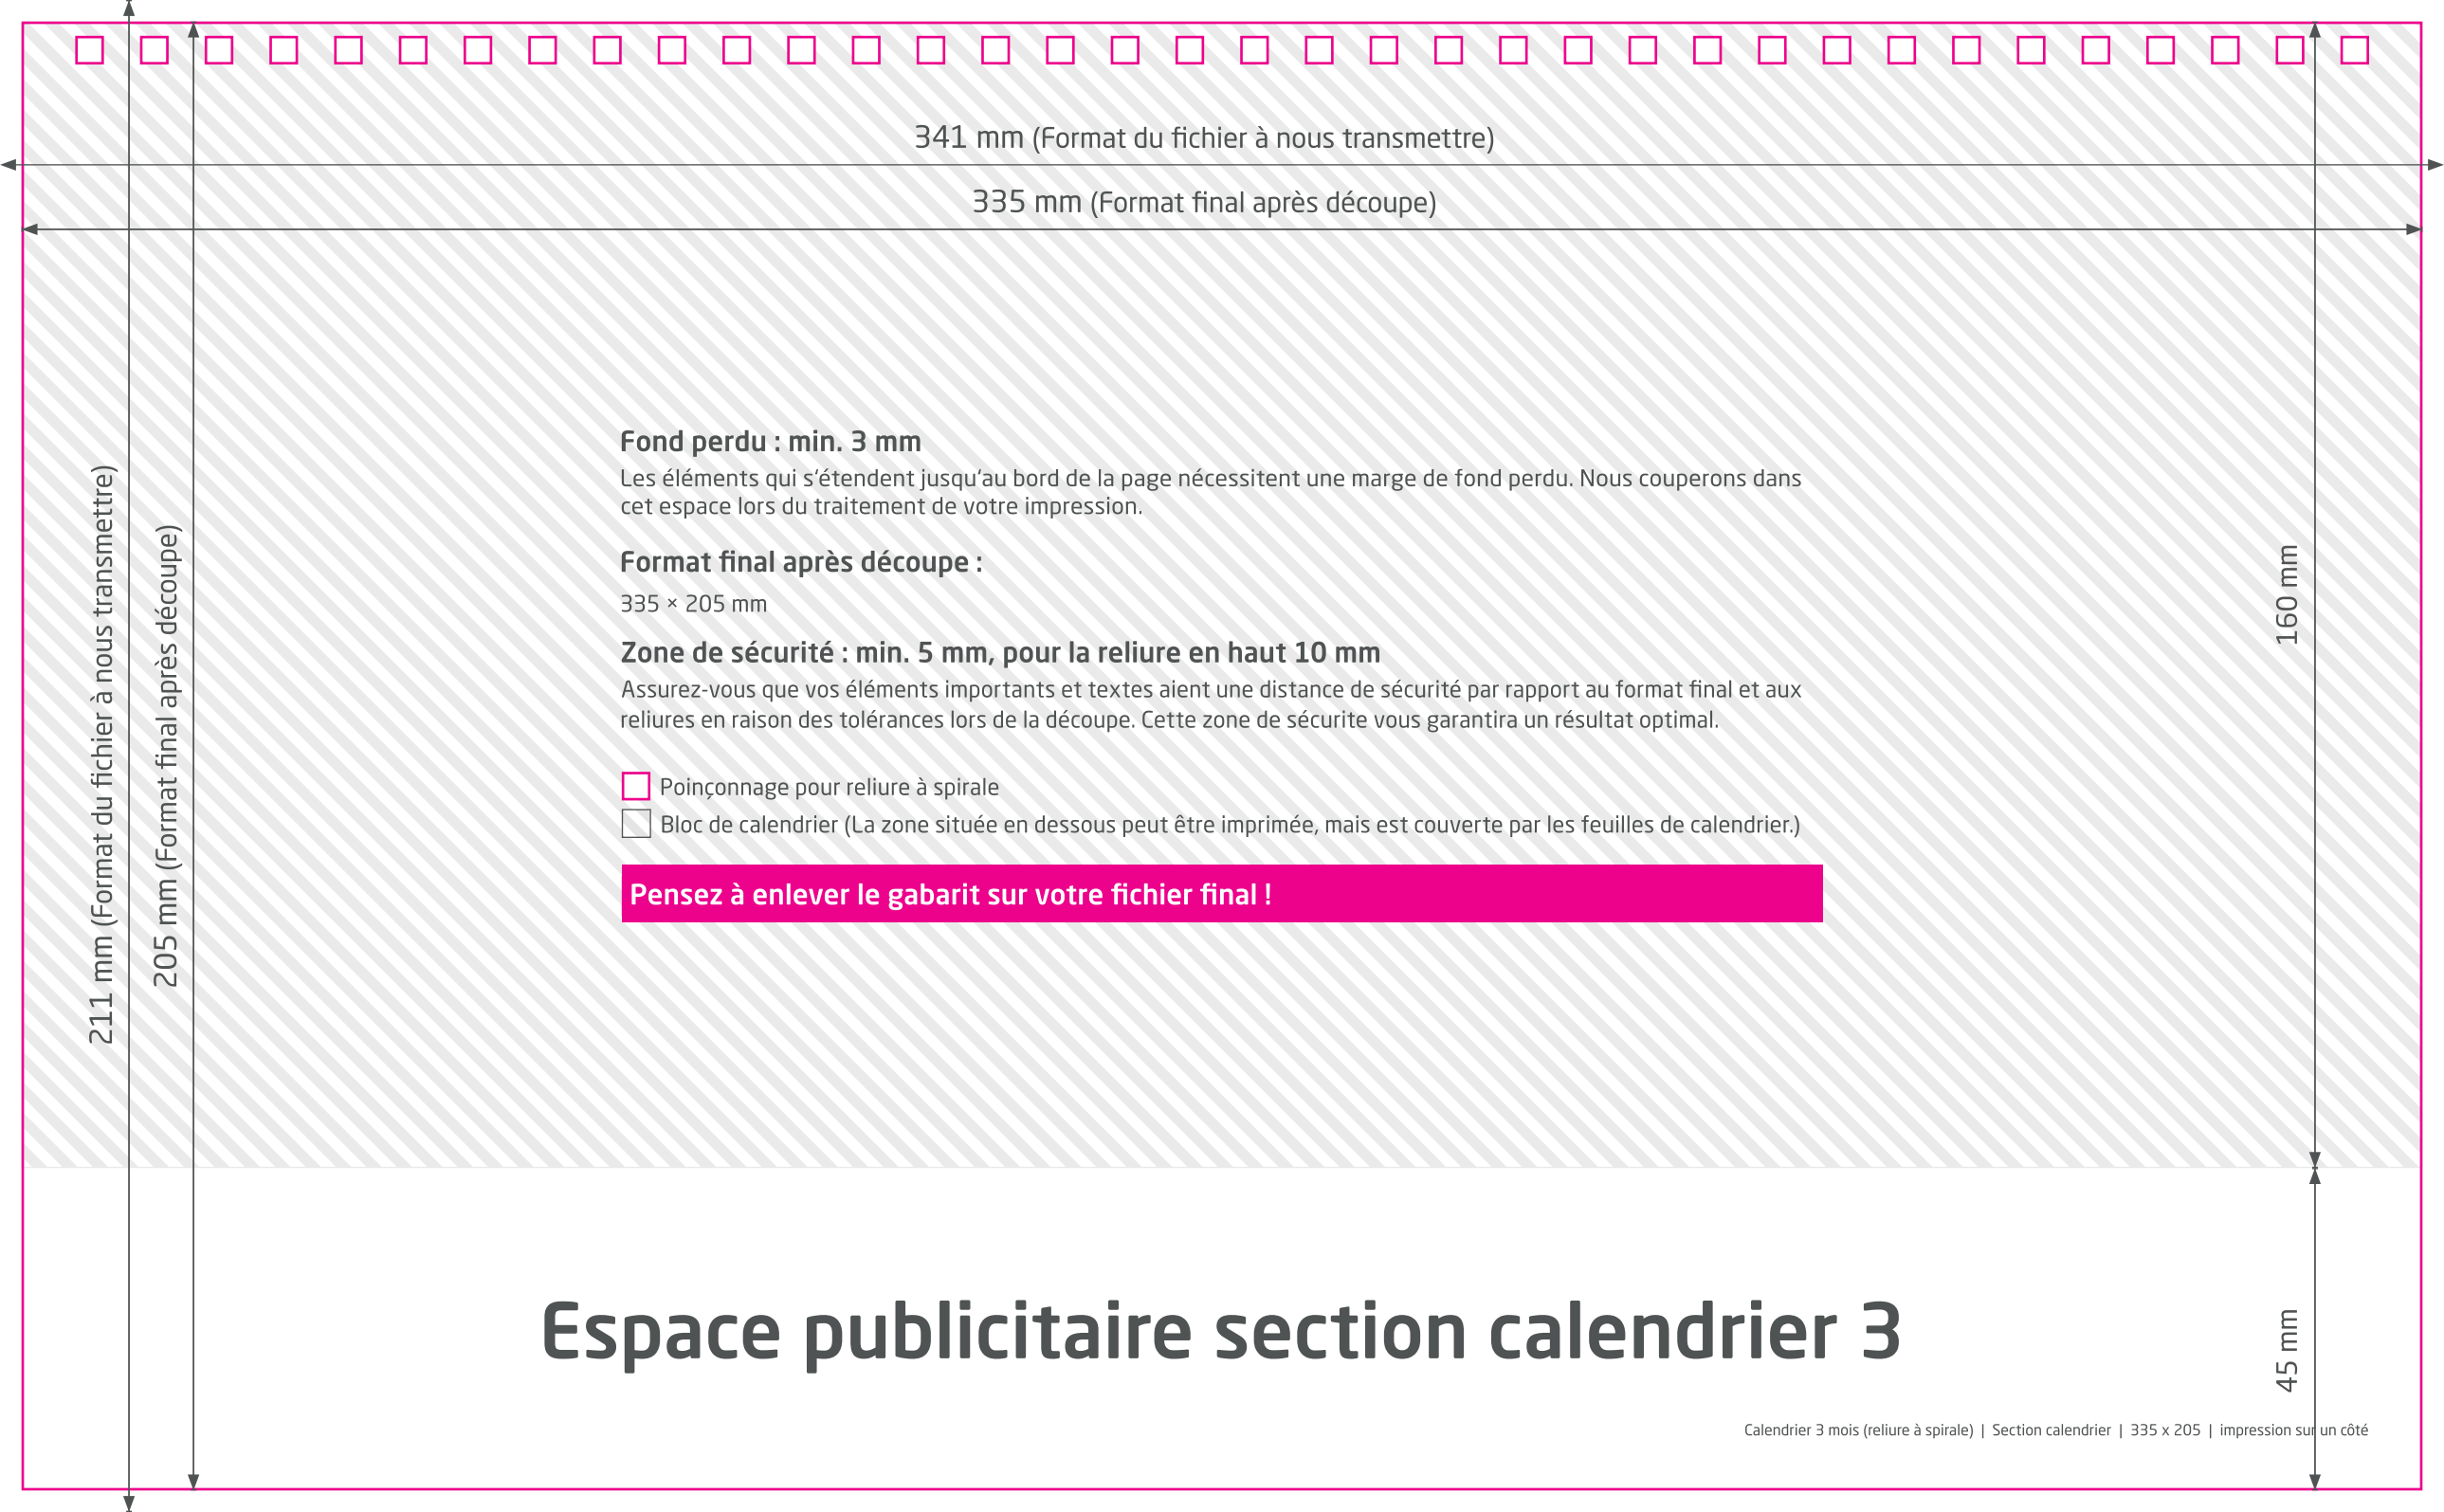 341 mm (Format du fichier à nous transmettre)
335 mm (Format final après découpe)
211 mm (Format du fichier à nous transmettre)
205 mm (Format final après découpe)
Fond perdu : min. 3 mm
Les éléments qui s'étendent jusqu'au bord de la page nécessitent une marge de fond perdu. Nous couperons dans
cet espace lors du traitement de votre impression.
Format final après découpe :
335 × 205 mm
Zone de sécurité : min. 5 mm, pour la reliure en haut 10 mm
Assurez-vous que vos éléments importants et textes aient une distance de sécurité par rapport au format final et aux
reliures en raison des tolérances lors de la découpe. Cette zone de sécurite vous garantira un résultat optimal.
Poinçonnage pour reliure à spirale
Bloc de calendrier (La zone située en dessous peut être imprimée, mais est couverte par les feuilles de calendrier.)
Pensez à enlever le gabarit sur votre fichier final !
160 mm
Espace publicitaire section calendrier 3
45 mm
Calendrier 3 mois (reliure à spirale) | Section calendrier | 335 x 205 | impression sur un côté